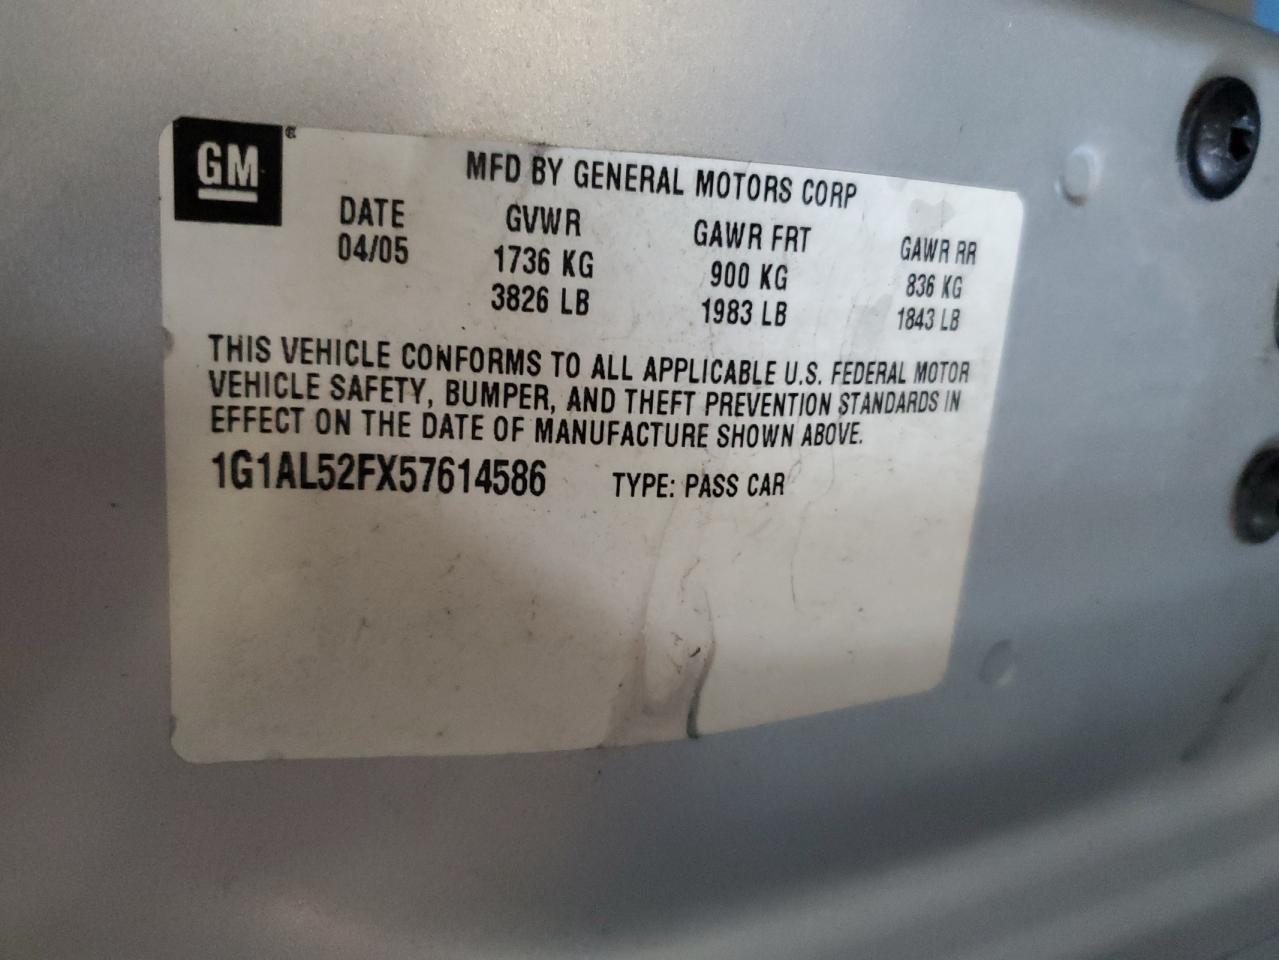 GM®
MFD BY GENERAL MOTORS CORP
DATE GVWR GAWR FRT GAWR RR
04/05 1736 KG 900 KG 836 KG
3826 LB 1983 LB 1843 LB
THIS VEHICLE CONFORMS TO ALL APPLICABLE U.S. FEDERAL MOTOR
VEHICLE SAFETY, BUMPER, AND THEFT PREVENTION STANDARDS IN
EFFECT ON THE DATE OF MANUFACTURE SHOWN ABOVE.
1G1AL52FX57614586 TYPE: PASS CAR